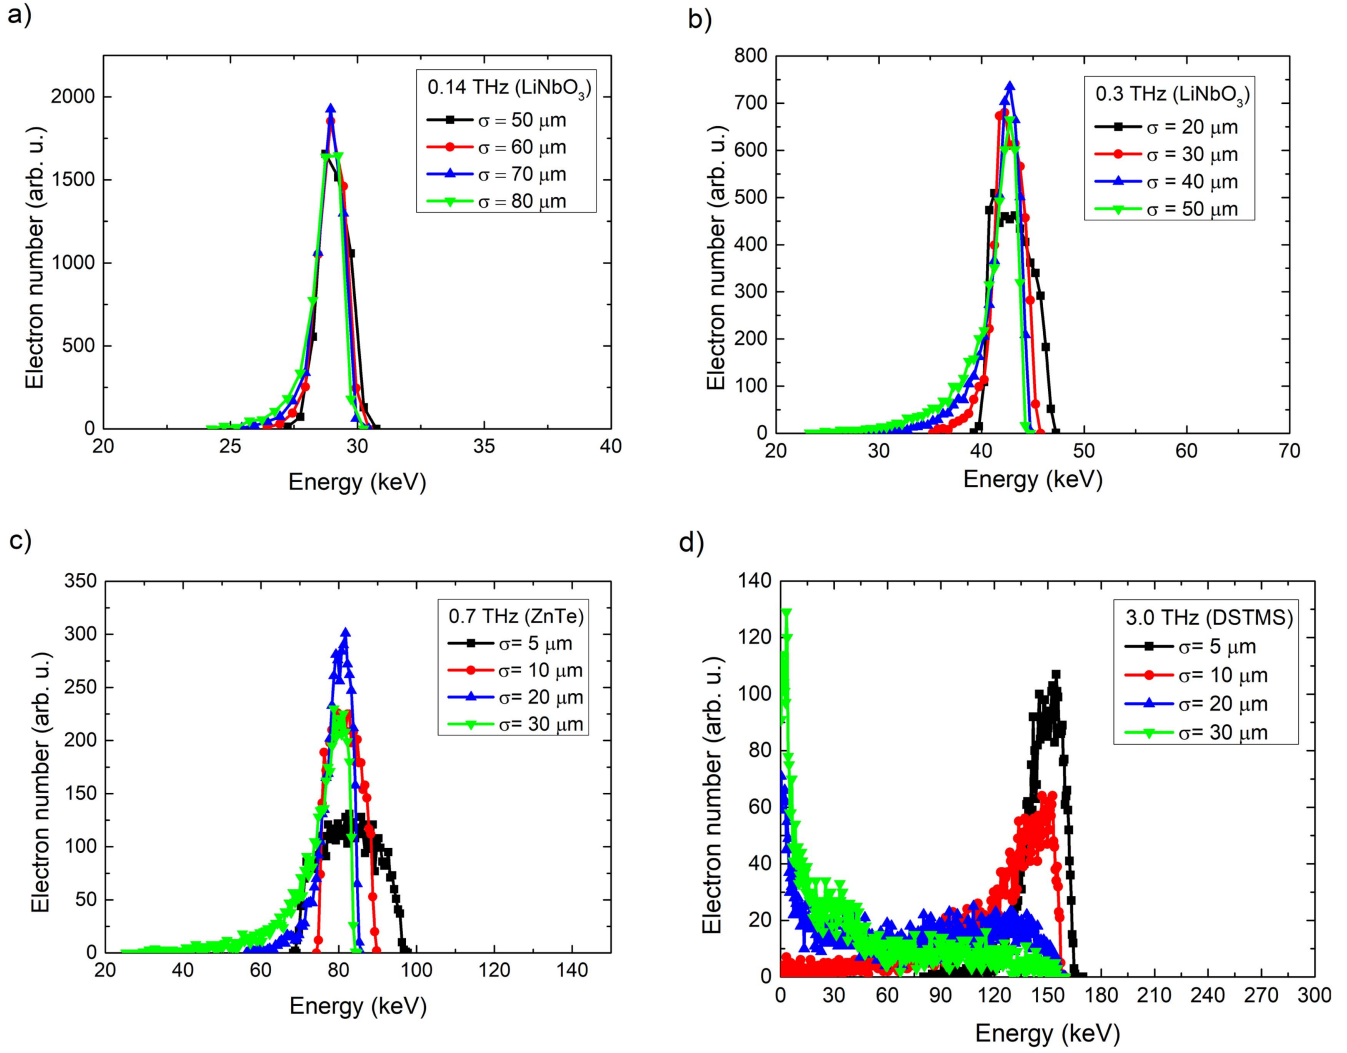 a)
0.14 THz (LiNbO₃)
σ = 50 μm
σ = 60 μm
σ = 70 μm
σ = 80 μm
Electron number (arb. u.)
2000
1500
1000
500
0
20 25 30 35 40
Energy (keV)
b)
0.3 THz (LiNbO₃)
σ = 20 μm
σ = 30 μm
σ = 40 μm
σ = 50 μm
Electron number (arb. u.)
800
700
600
500
400
300
200
100
0
20 30 40 50 60 70
Energy (keV)
c)
0.7 THz (ZnTe)
σ= 5 μm
σ= 10 μm
σ= 20 μm
σ= 30 μm
Electron number (arb. u.)
350
300
250
200
150
100
50
0
20 40 60 80 100 120 140
Energy (keV)
d)
3.0 THz (DSTMS)
σ= 5 μm
σ= 10 μm
σ= 20 μm
σ= 30 μm
Electron number (arb. u.)
140
120
100
80
60
40
20
0
0 30 60 90 120 150 180 210 240 270 300
Energy (keV)